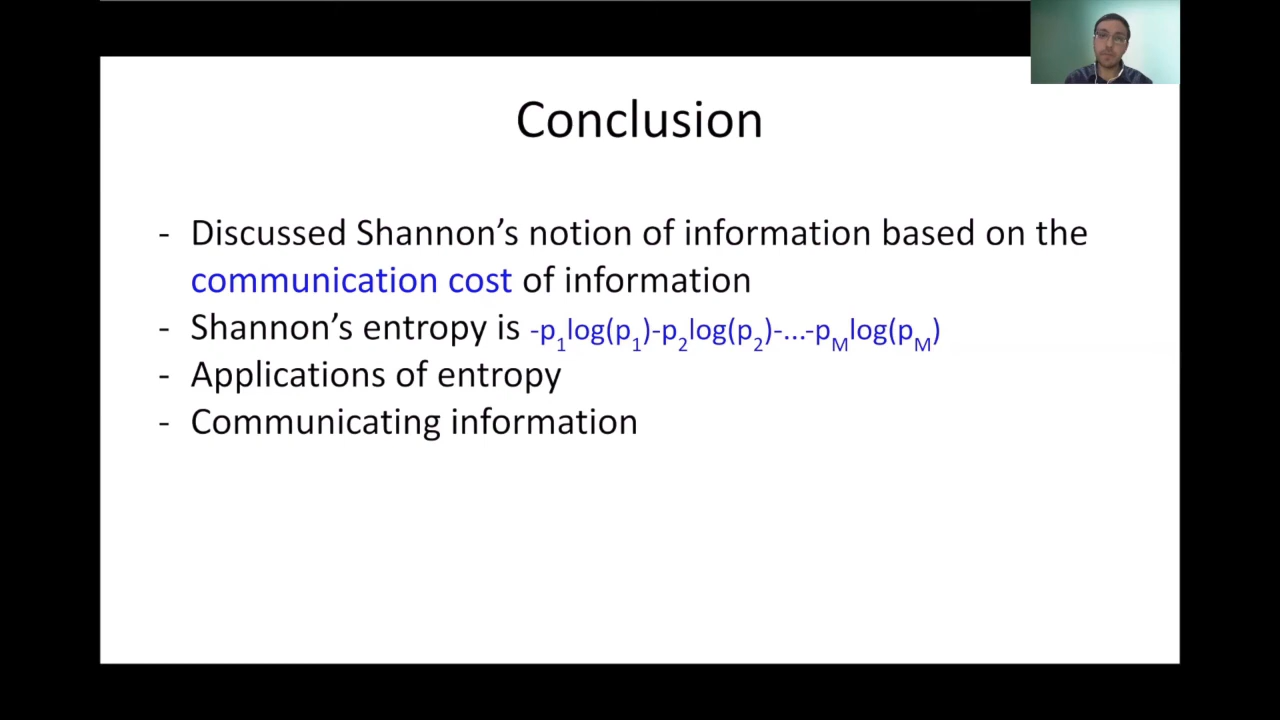 Conclusion
- Discussed Shannon’s notion of information based on the
communication cost of information
- Shannon’s entropy is -p₁log(p₁)-p₂log(p₂)-...-pMlog(pM)
- Applications of entropy
- Communicating information